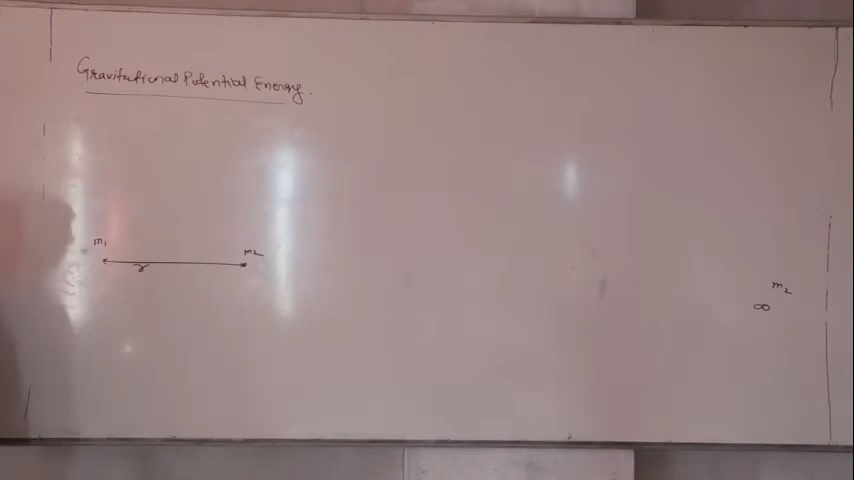 Gravitational Potential Energy.
m₁
m₂
r
m₂
∞